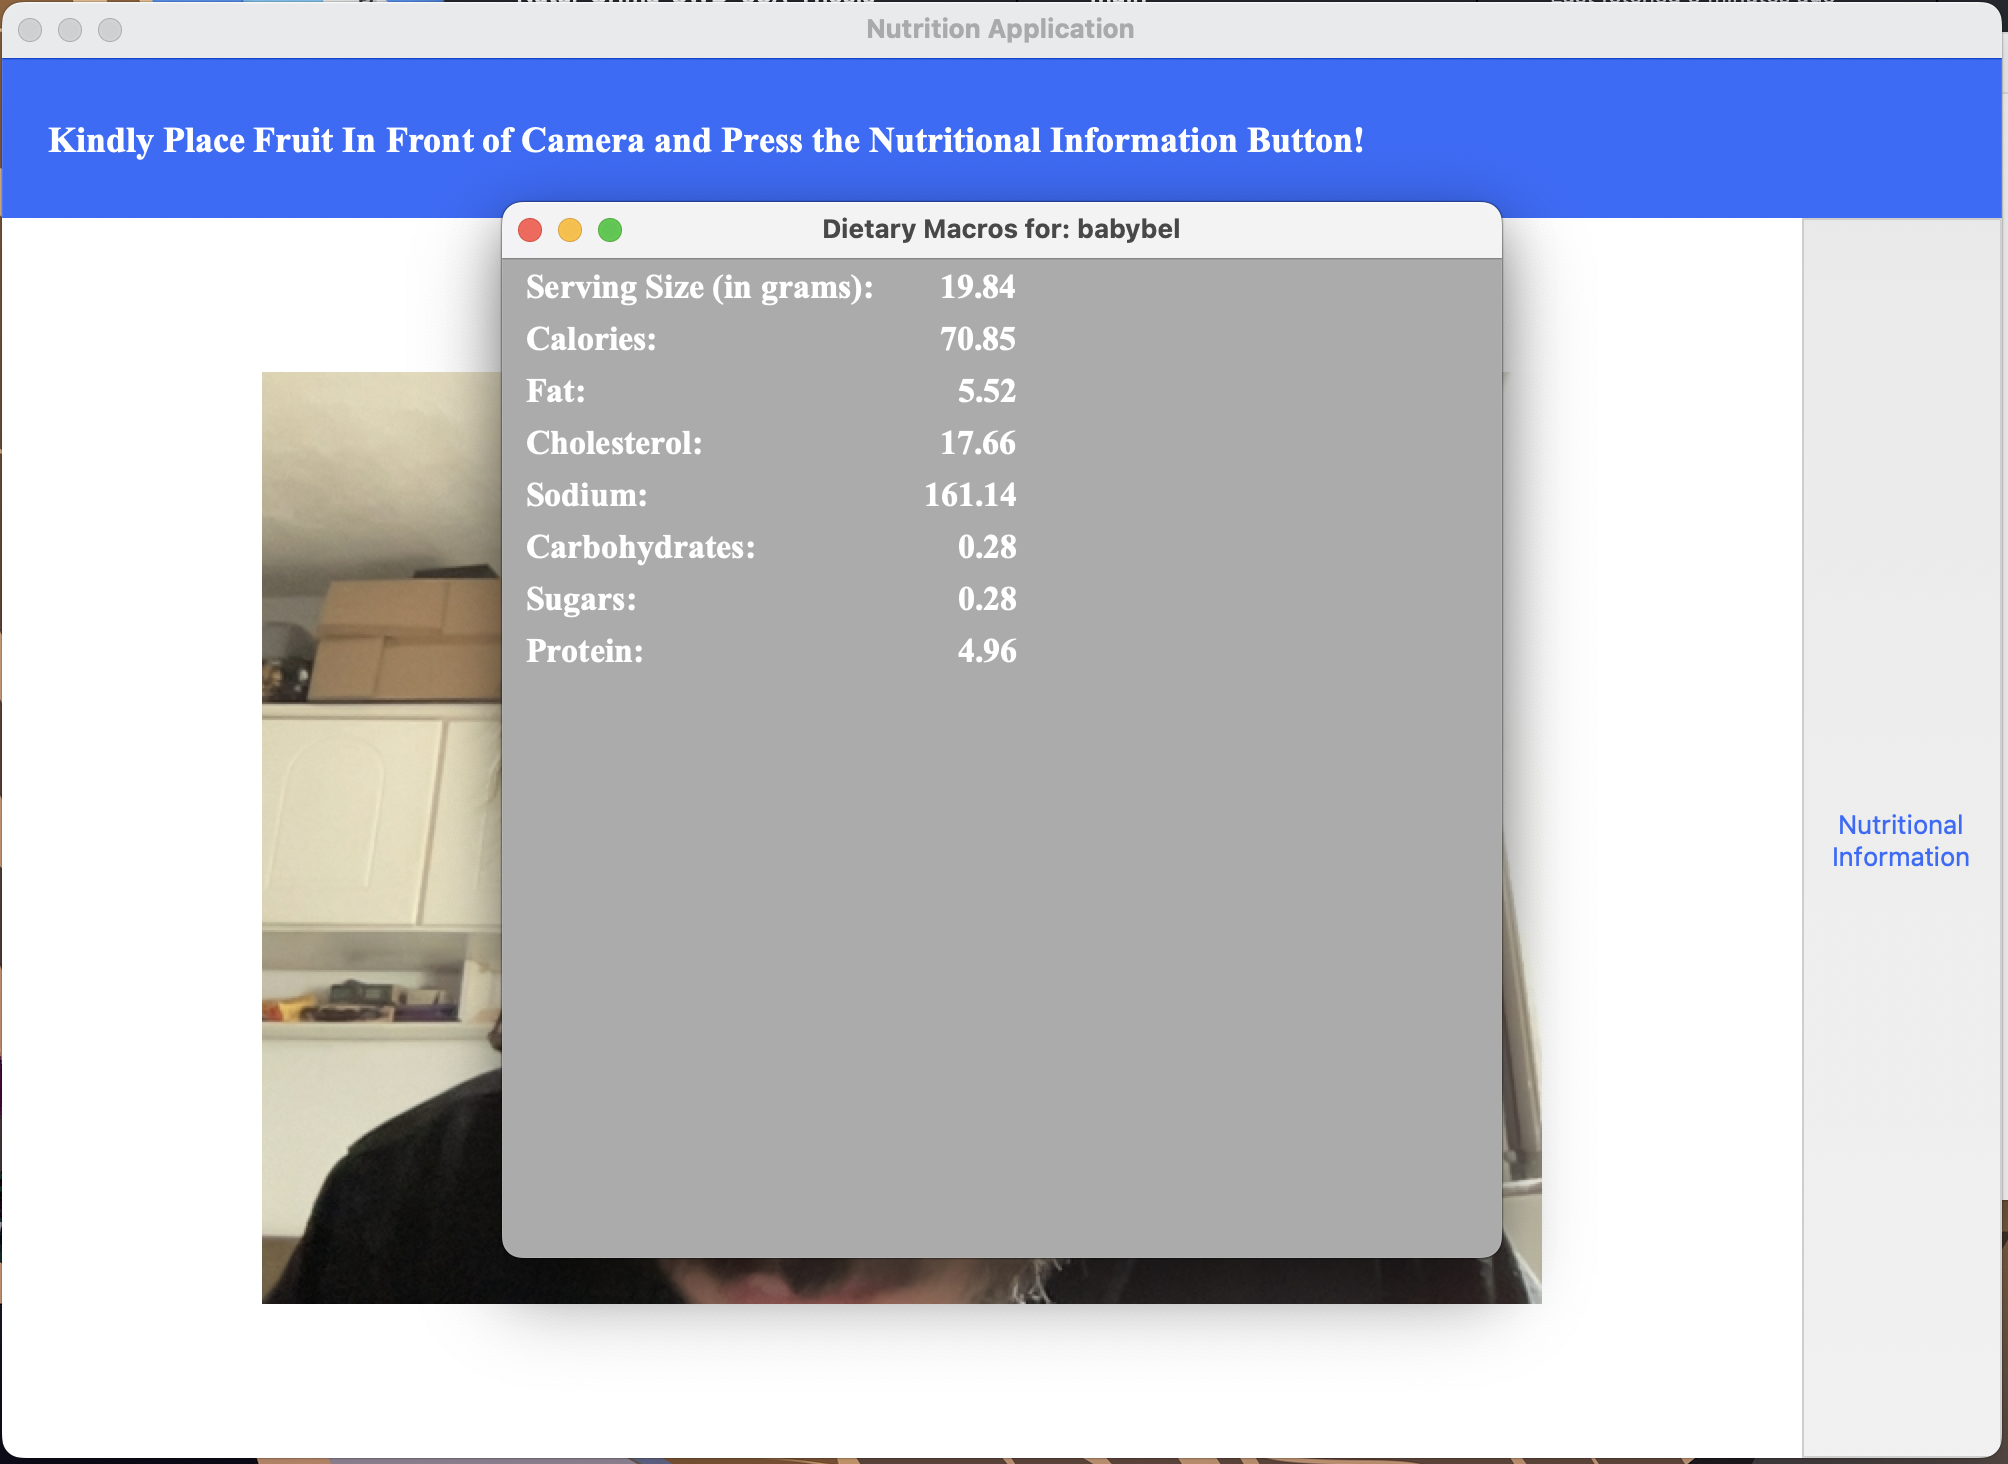 Nutrition Application
Kindly Place Fruit In Front of Camera and Press the Nutritional Information Button!
Dietary Macros for: babybel
Serving Size (in grams): 19.84
Calories: 70.85
Fat: 5.52
Cholesterol: 17.66
Sodium: 161.14
Carbohydrates: 0.28
Sugars: 0.28
Protein: 4.96
Nutritional
Information